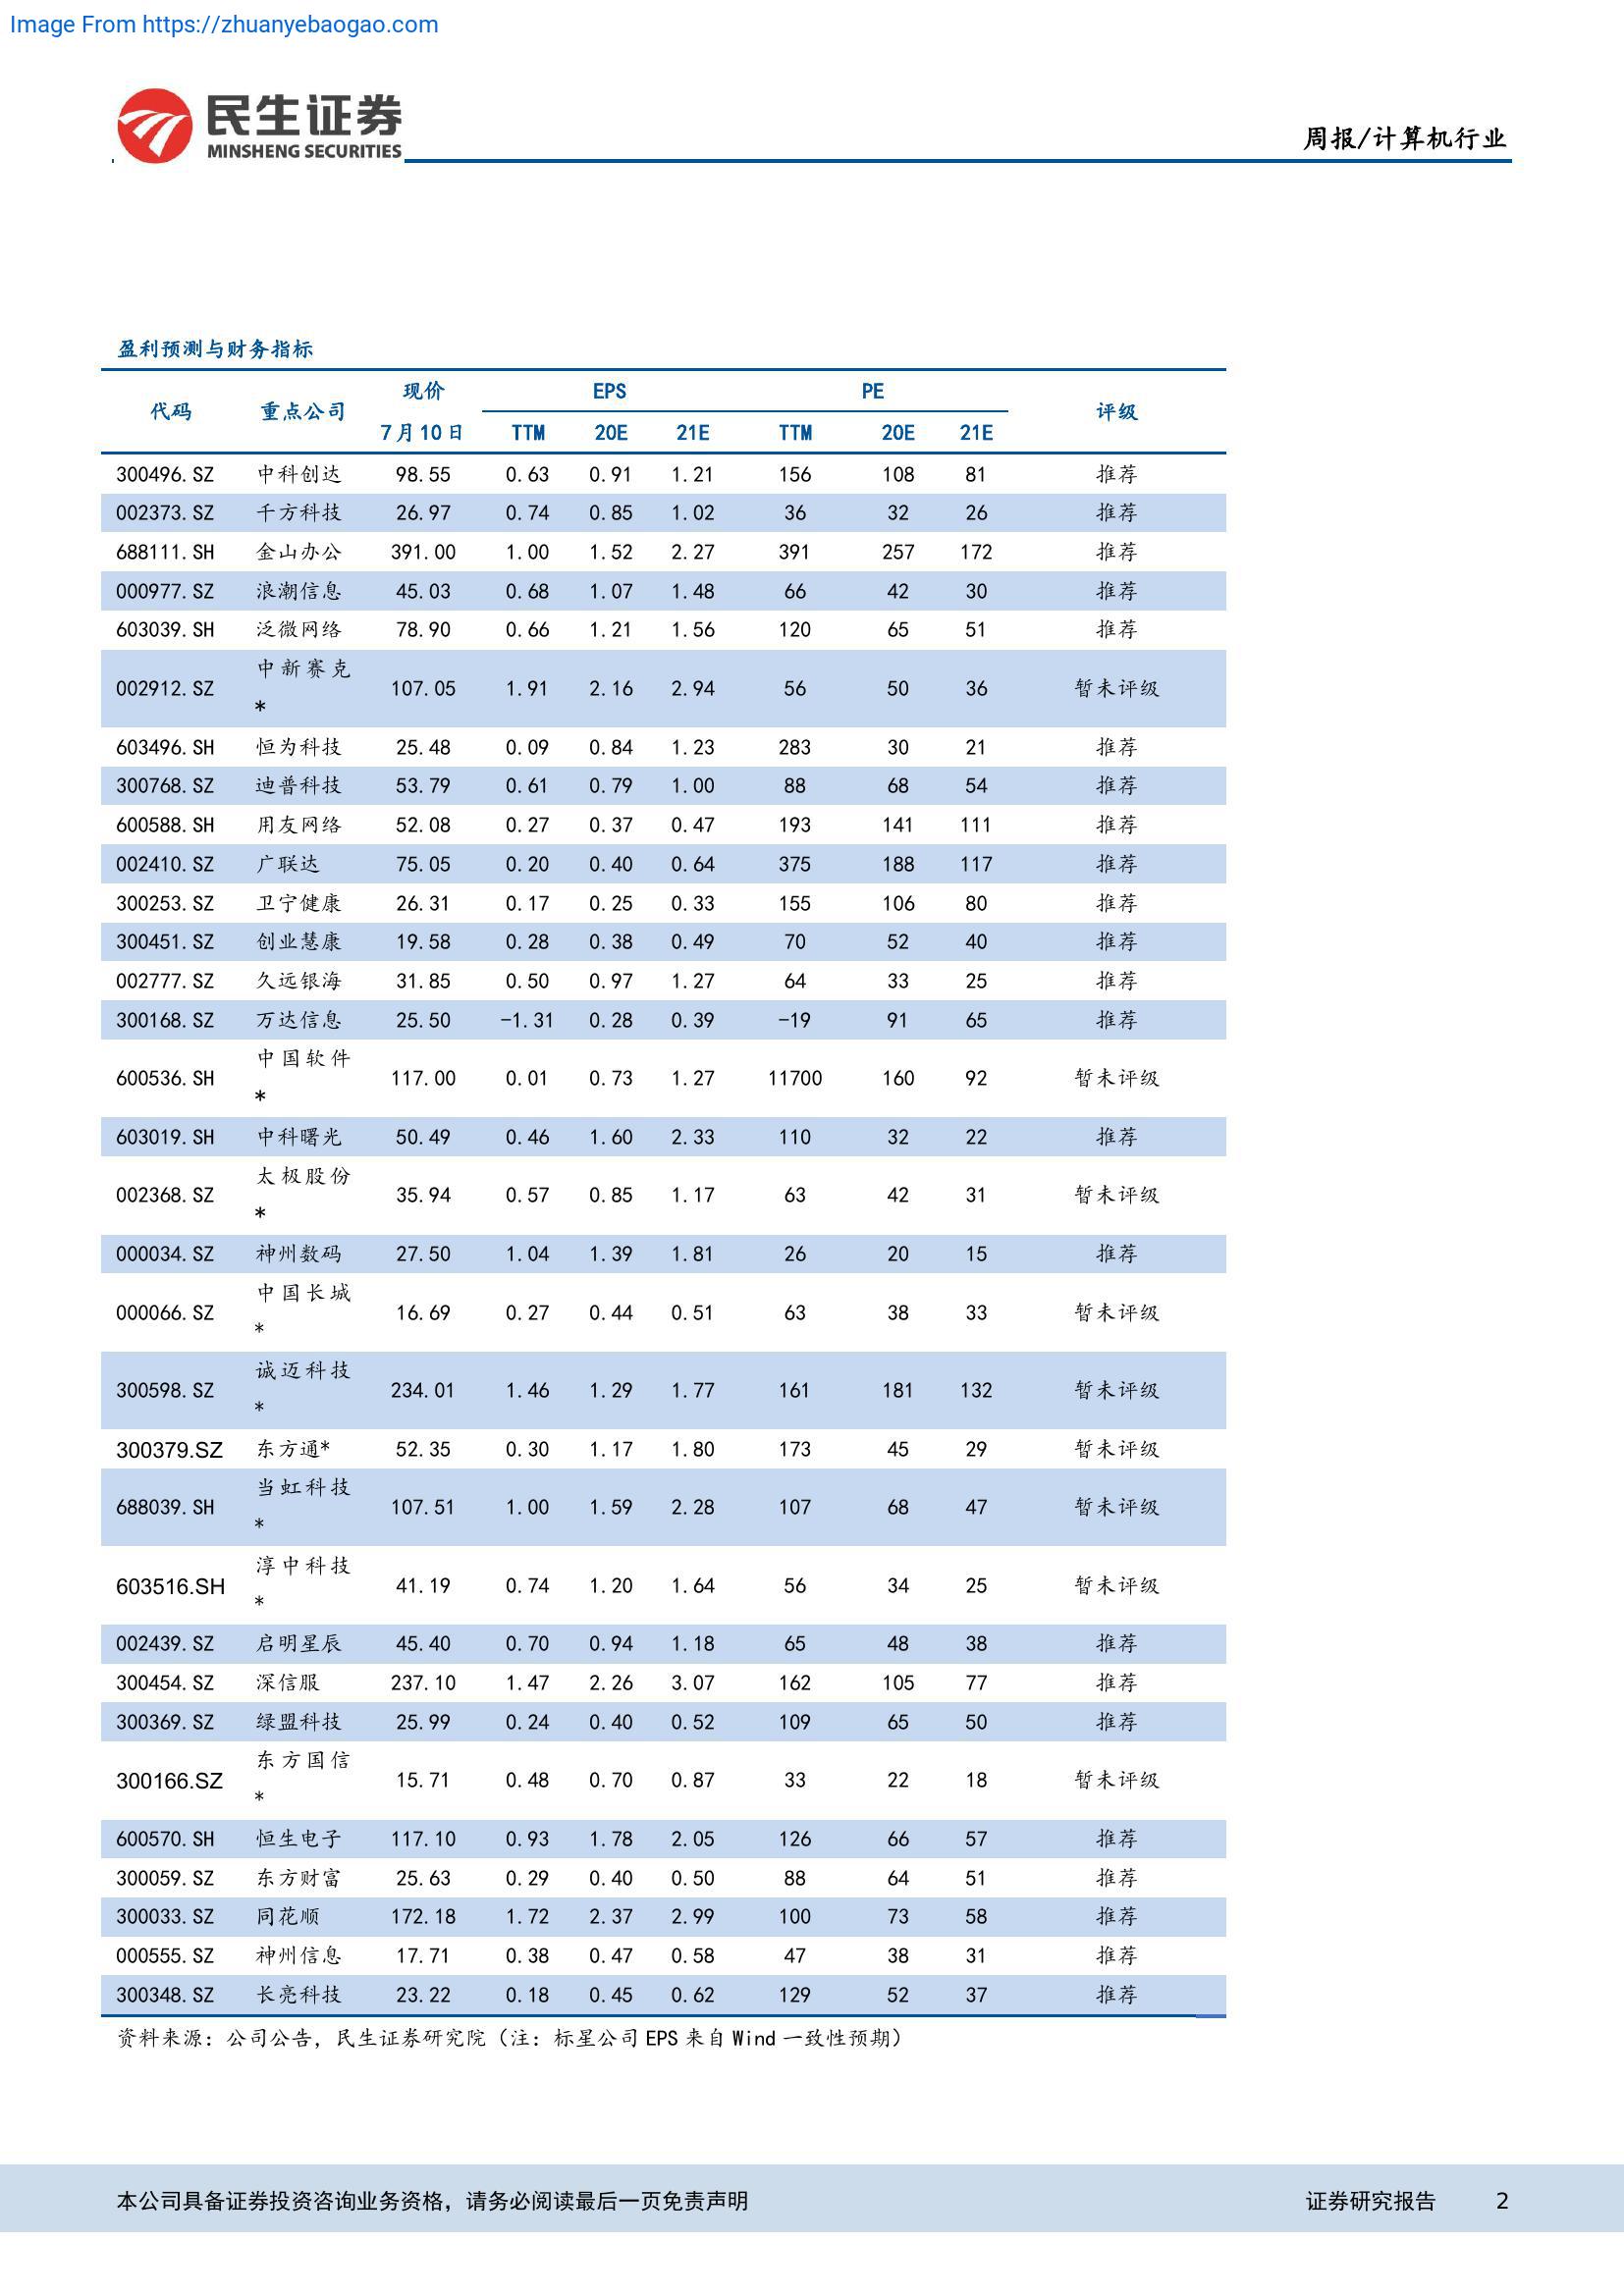 Image From https://zhuanyebaogao.com
民生证券
MINSHENG SECURITIES
周报/计算机行业
盈利预测与财务指标
代码 重点公司 现价 EPS PE 评级
7月10日 TTM 20E 21E TTM 20E 21E
300496.SZ 中科创达 98.55 0.63 0.91 1.21 156 108 81 推荐
002373.SZ 千方科技 26.97 0.74 0.85 1.02 36 32 26 推荐
688111.SH 金山办公 391.00 1.00 1.52 2.27 391 257 172 推荐
000977.SZ 浪潮信息 45.03 0.68 1.07 1.48 66 42 30 推荐
603039.SH 泛微网络 78.90 0.66 1.21 1.56 120 65 51 推荐
002912.SZ 中新赛克* 107.05 1.91 2.16 2.94 56 50 36 暂未评级
603496.SH 恒为科技 25.48 0.09 0.84 1.23 283 30 21 推荐
300768.SZ 迪普科技 53.79 0.61 0.79 1.00 88 68 54 推荐
600588.SH 用友网络 52.08 0.27 0.37 0.47 193 141 111 推荐
002410.SZ 广联达 75.05 0.20 0.40 0.64 375 188 117 推荐
300253.SZ 卫宁健康 26.31 0.17 0.25 0.33 155 106 80 推荐
300451.SZ 创业慧康 19.58 0.28 0.38 0.49 70 52 40 推荐
002777.SZ 久远银海 31.85 0.50 0.97 1.27 64 33 25 推荐
300168.SZ 万达信息 25.50 -1.31 0.28 0.39 -19 91 65 推荐
600536.SH 中国软件* 117.00 0.01 0.73 1.27 11700 160 92 暂未评级
603019.SH 中科曙光 50.49 0.46 1.60 2.33 110 32 22 推荐
002368.SZ 太极股份* 35.94 0.57 0.85 1.17 63 42 31 暂未评级
000034.SZ 神州数码 27.50 1.04 1.39 1.81 26 20 15 推荐
000066.SZ 中国长城* 16.69 0.27 0.44 0.51 63 38 33 暂未评级
300598.SZ 诚迈科技* 234.01 1.46 1.29 1.77 161 181 132 暂未评级
300379.SZ 东方通* 52.35 0.30 1.17 1.80 173 45 29 暂未评级
688039.SH 当虹科技* 107.51 1.00 1.59 2.28 107 68 47 暂未评级
603516.SH 淳中科技* 41.19 0.74 1.20 1.64 56 34 25 暂未评级
002439.SZ 启明星辰 45.40 0.70 0.94 1.18 65 48 38 推荐
300454.SZ 深信服 237.10 1.47 2.26 3.07 162 105 77 推荐
300369.SZ 绿盟科技 25.99 0.24 0.40 0.52 109 65 50 推荐
300166.SZ 东方国信* 15.71 0.48 0.70 0.87 33 22 18 暂未评级
600570.SH 恒生电子 117.10 0.93 1.78 2.05 126 66 57 推荐
300059.SZ 东方财富 25.63 0.29 0.40 0.50 88 64 51 推荐
300033.SZ 同花顺 172.18 1.72 2.37 2.99 100 73 58 推荐
000555.SZ 神州信息 17.71 0.38 0.47 0.58 47 38 31 推荐
300348.SZ 长亮科技 23.22 0.18 0.45 0.62 129 52 37 推荐
资料来源：公司公告，民生证券研究院（注：标星公司EPS来自Wind一致性预期）
本公司具备证券投资咨询业务资格，请务必阅读最后一页免责声明 证券研究报告 2